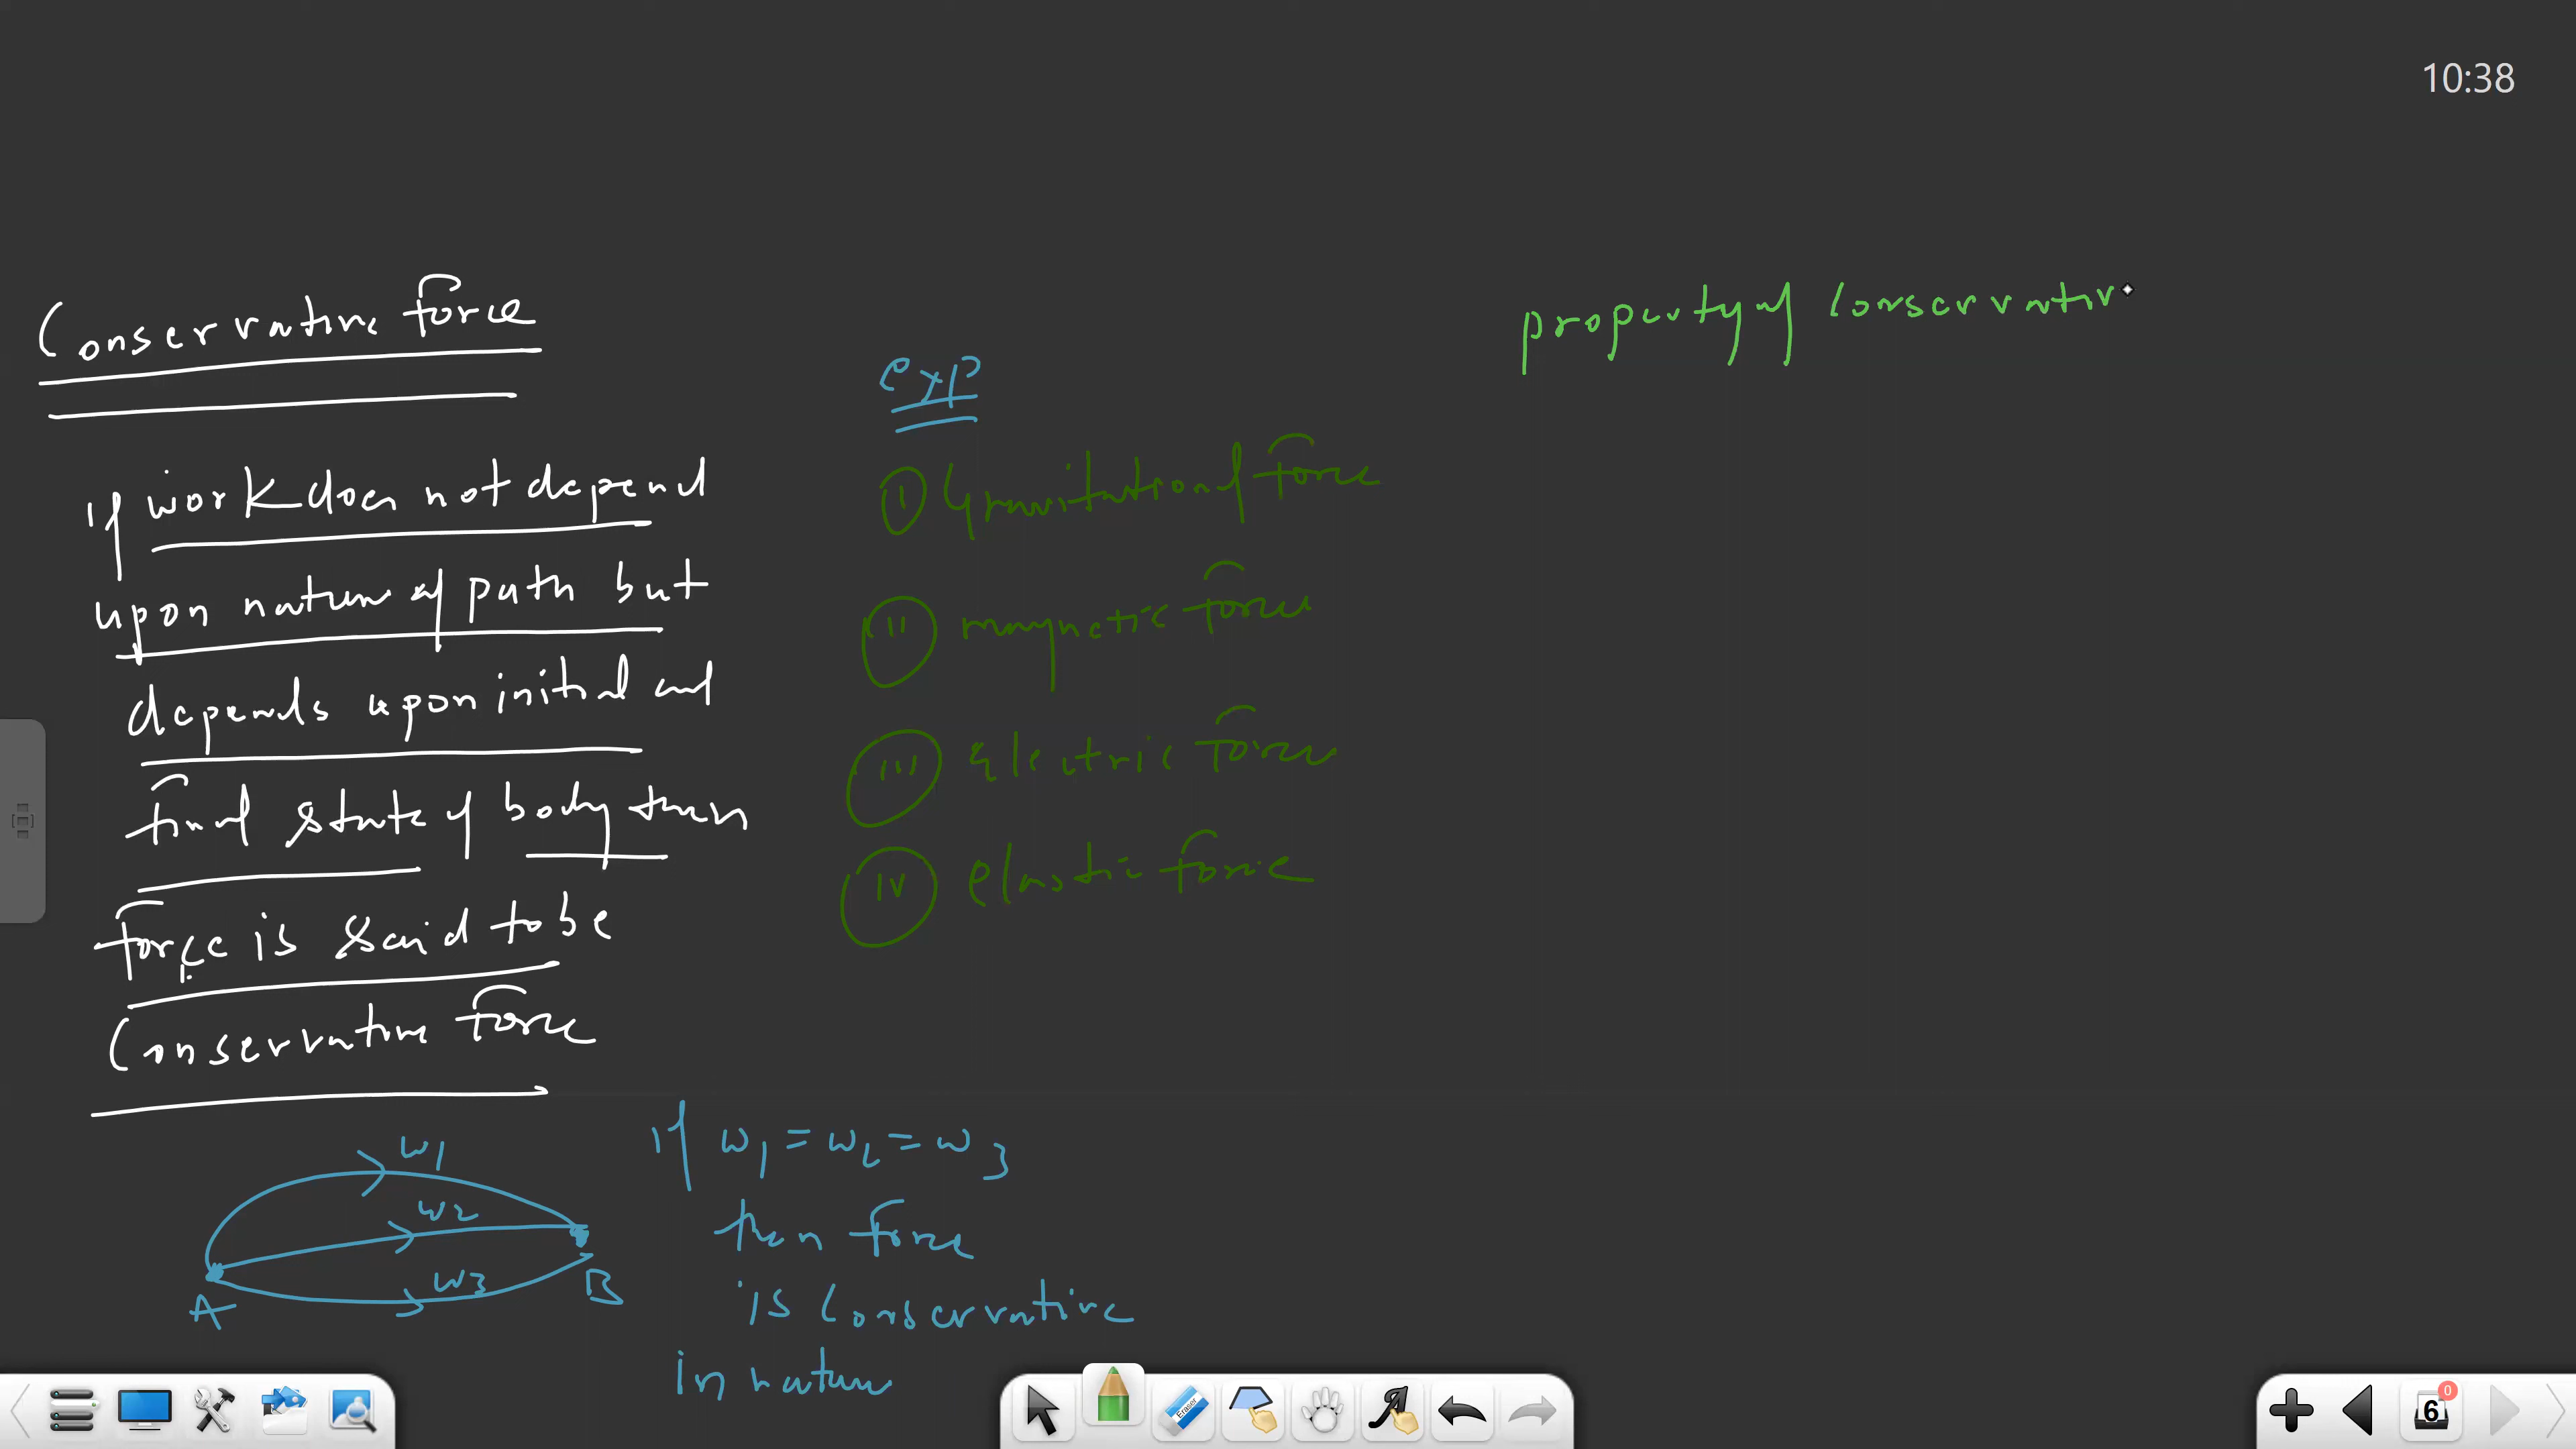 10:38
Conservative force
If work does not depend
upon nature of path but
depends upon initial and
final state of body then
force is said to be
Conservative force
exp
I Gravitational force
II magnetic force
III Electric force
IV elastic force
property of conservativ
W1
W2
W3
A
B
If W1 = W2 = W3
then force
is conservative
in nature
Eraser
6
0